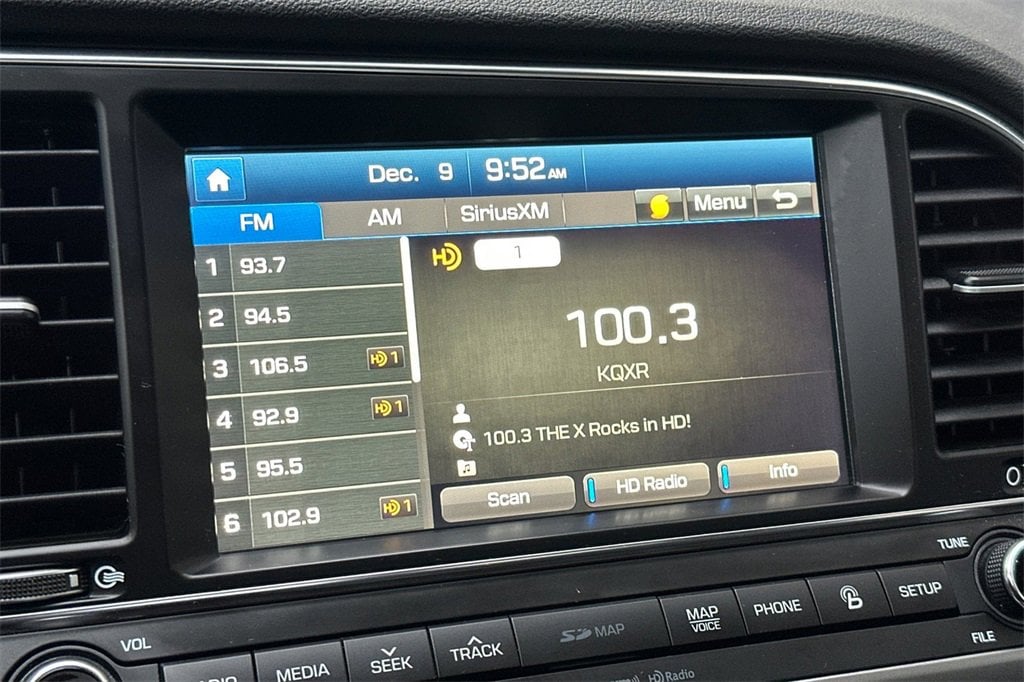 Dec. 9 9:52 AM
FM AM SiriusXM Menu
1 93.7
2 94.5
3 106.5 HD 1
4 92.9 HD 1
5 95.5
6 102.9 HD 1
HD 1
100.3
KQXR
100.3 THE X Rocks in HD!
Scan HD Radio Info
VOL MEDIA SEEK TRACK SD MAP MAP VOICE PHONE SETUP TUNE
FILE
HD Radio